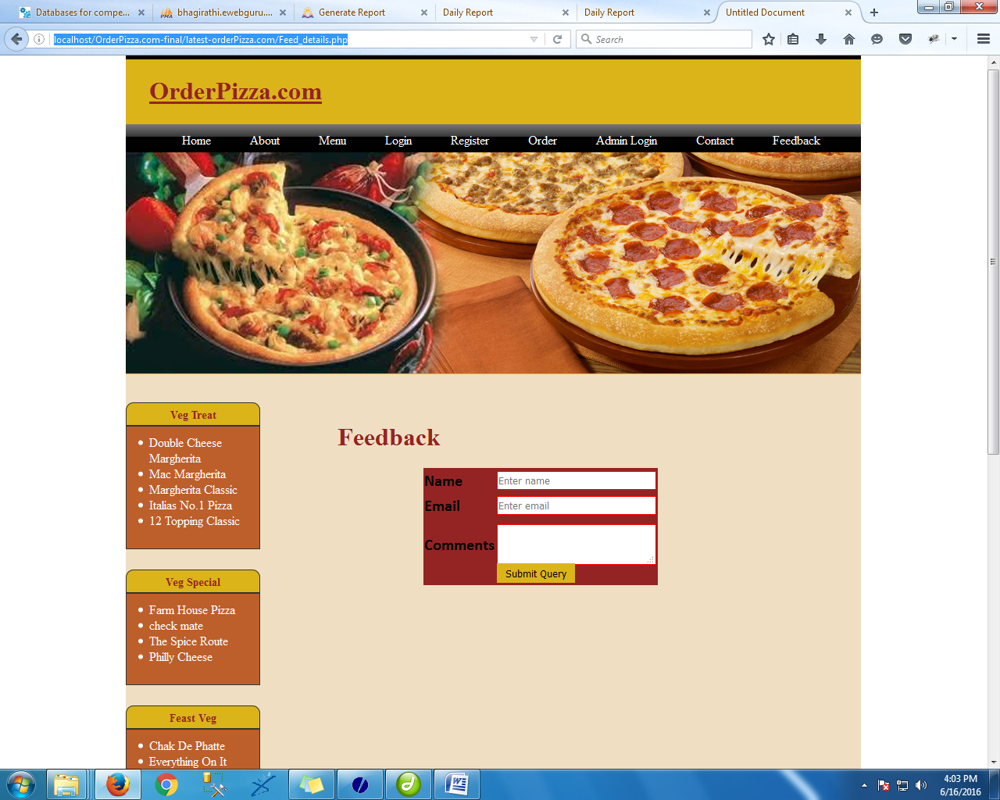 Databases for compe...
bhagirathi.ewebguru....
Generate Report
Daily Report
Daily Report
Untitled Document
localhost/OrderPizza.com-final/latest-orderPizza.com/Feed_details.php
Search
OrderPizza.com
Home About Menu Login Register Order Admin Login Contact Feedback
Veg Treat
Double Cheese
Margherita
Mac Margherita
Margherita Classic
Italias No.1 Pizza
12 Topping Classic
Feedback
Name Enter name
Email Enter email
Comments
Submit Query
Veg Special
Farm House Pizza
check mate
The Spice Route
Philly Cheese
Feast Veg
Chak De Phatte
Everything On It
4:03 PM
6/16/2016